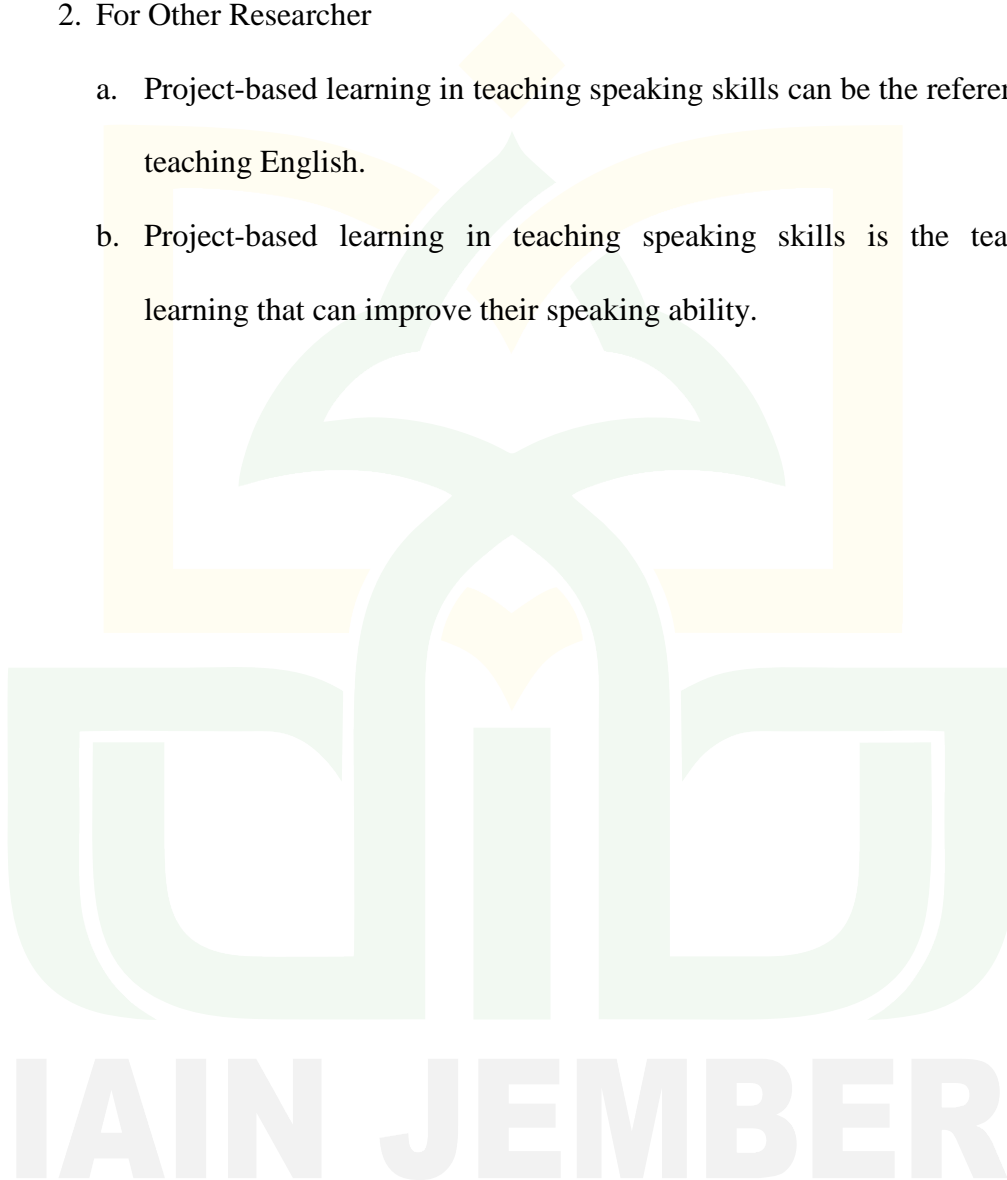 2. For Other Researcher
a. Project-based learning in teaching speaking skills can be the refere
teaching English.
b. Project-based learning in teaching speaking skills is the tea
learning that can improve their speaking ability.
IAIN JEMBER